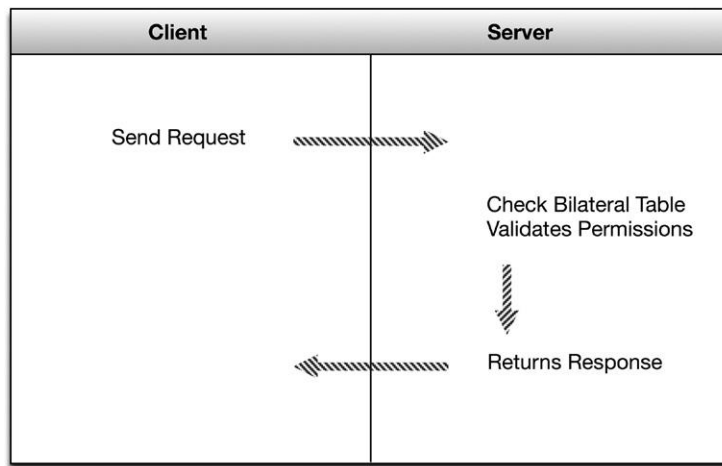 Client
Server
Send Request
Check Bilateral Table
Validates Permissions
Returns Response